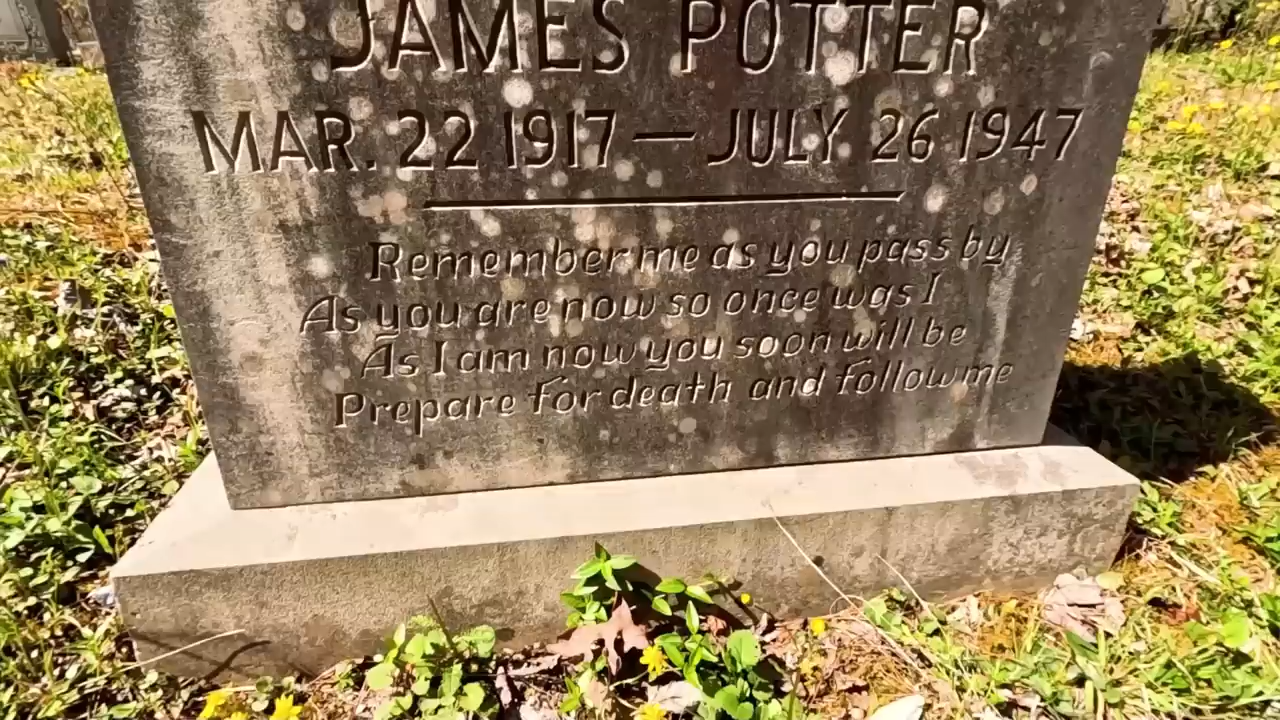 JAMES POTTER
MAR. 22 1917 — JULY 26 1947
Remember me as you pass by
As you are now so once was I
As I am now you soon will be
Prepare for death and follow me